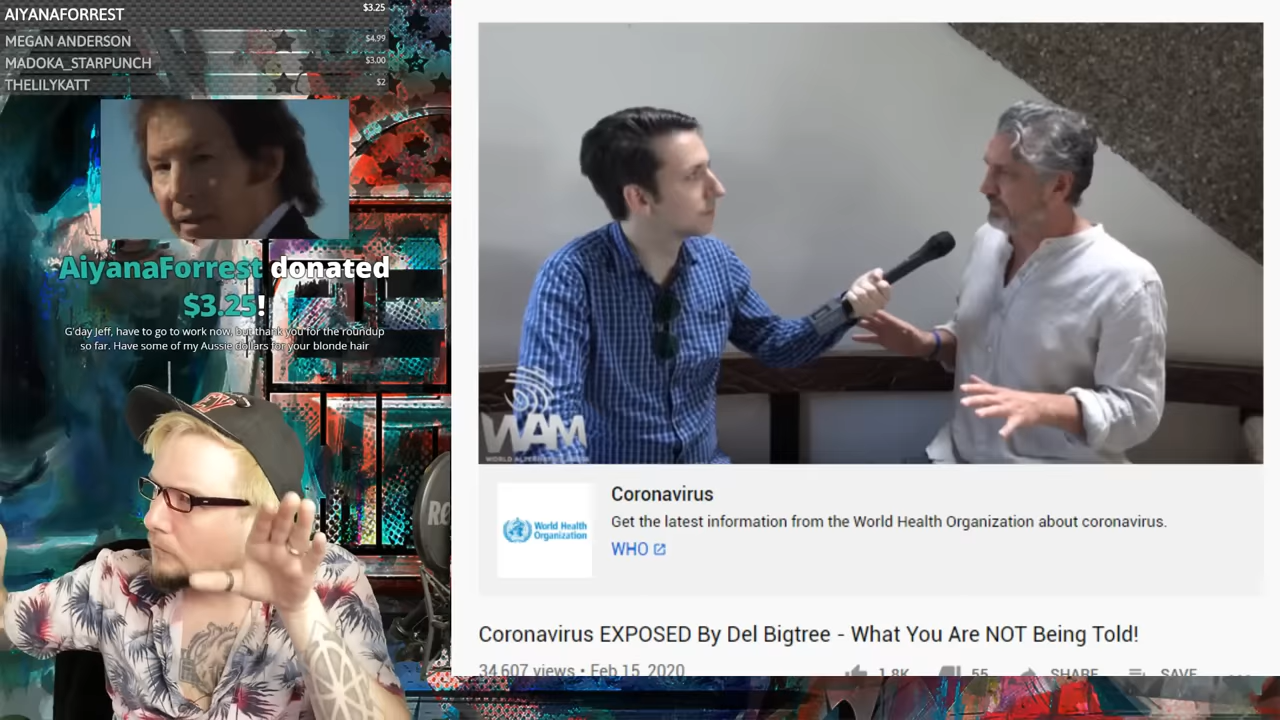 AIYANAFORREST $3.25
MEGAN ANDERSON $4.99
MADOKA_STARPUNCH $3.00
THELILYKATT $2
AiyanaForrest donated
$3.25!
G'day Jeff, have to go to work now, but thank you for the roundup
so far. Have some of my Aussie dollars for your blonde hair
WAM
World Health
Organization
Coronavirus
Get the latest information from the World Health Organization about coronavirus.
WHO
Coronavirus EXPOSED By Del Bigtree - What You Are NOT Being Told!
34,607 views • Feb 15, 2020 1.8K 55 SHARE SAVE